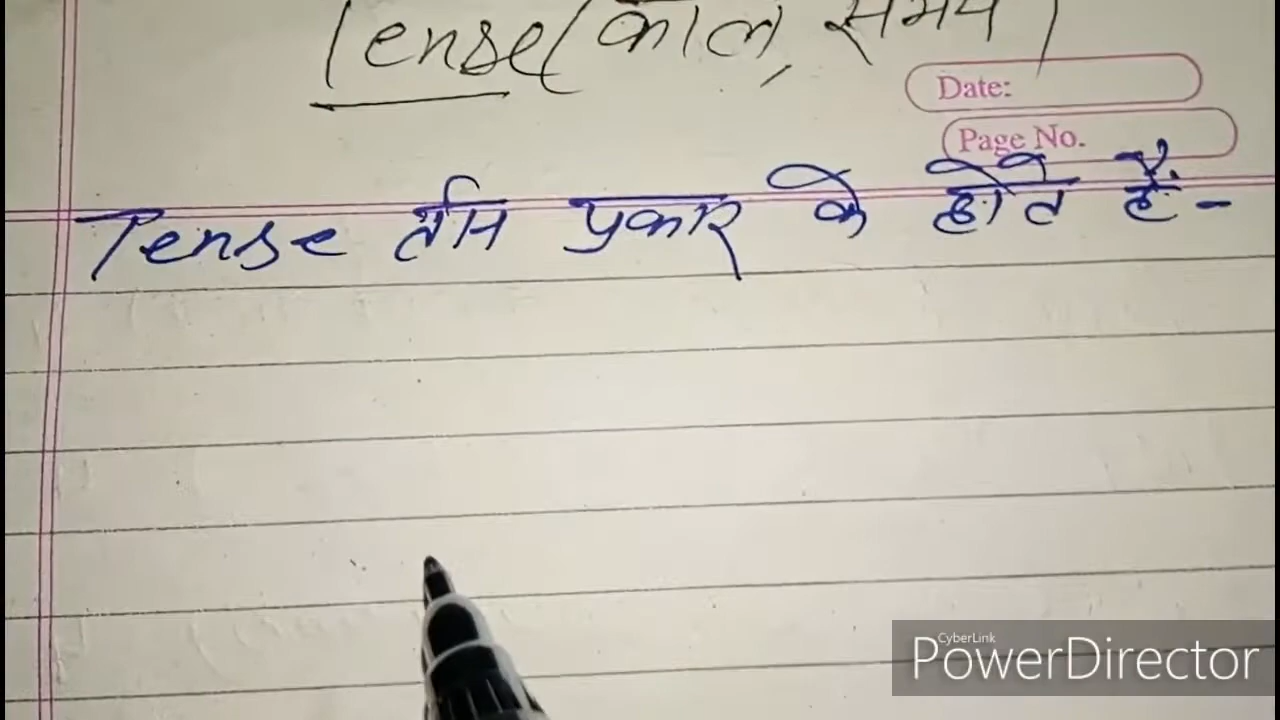 Tense (काल, समय)
Date:
Page No.
Tense तीन प्रकार के होते हैं-
CyberLink
PowerDirector